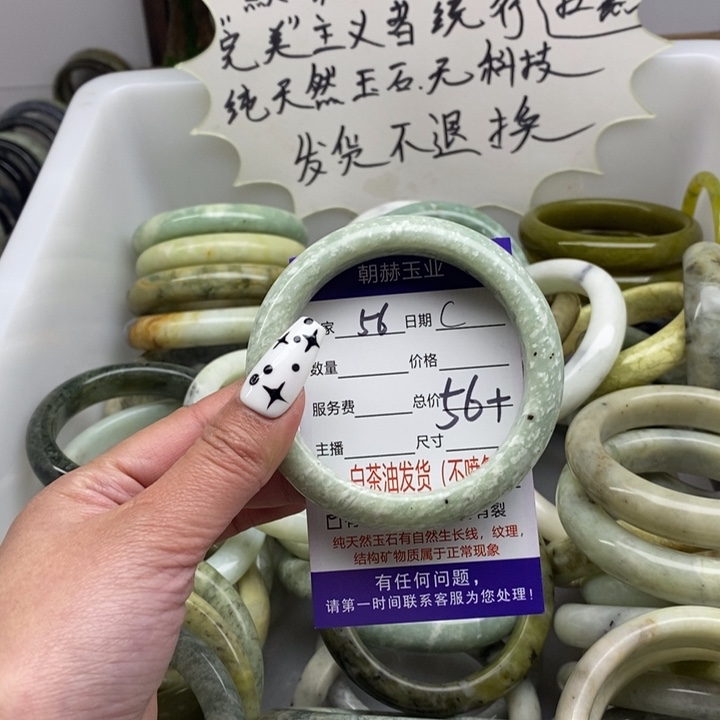 "完美"主义者绕行
纯天然玉石.无科技
发货不退换
朝赫玉业
家 56 日期 C
数量 价格
服务费 总价 56+
主播 尺寸
白茶油发货（不喷
裂
纯天然玉石有自然生长线，纹理，
结构矿物质属于正常现象
有任何问题，
请第一时间联系客服为您处理！